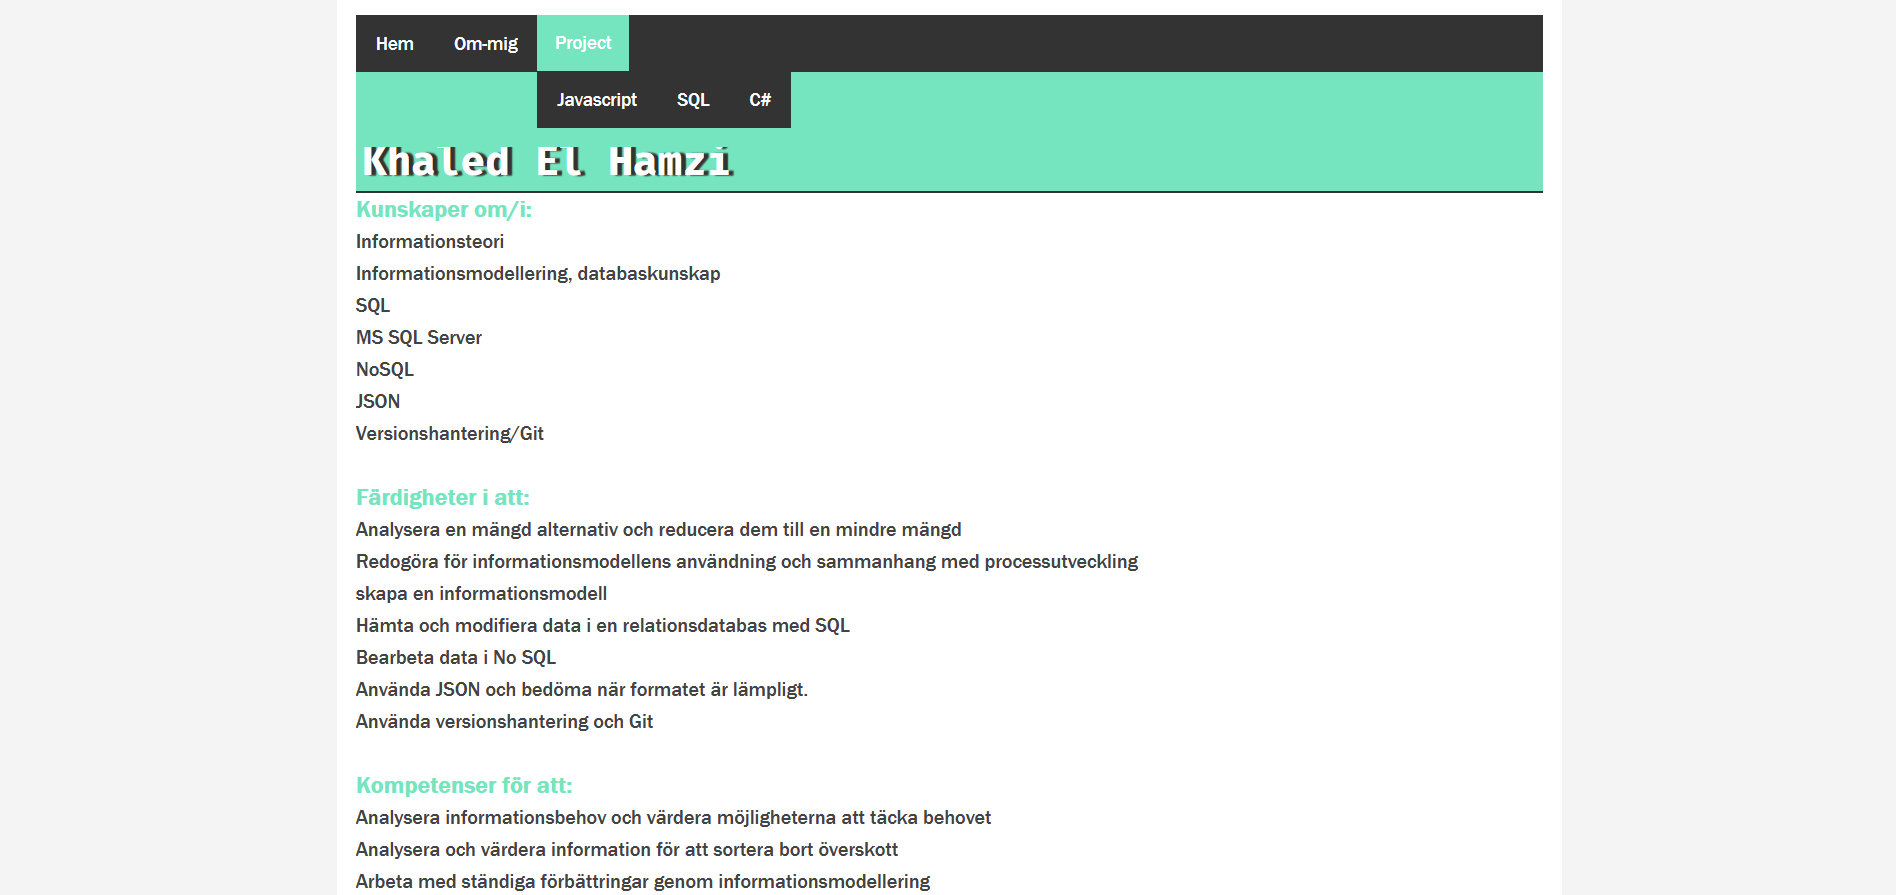 Hem Om-mig Project
Javascript SQL C#
Khaled El Hamzi
Kunskaper om/i:
Informationsteori
Informationsmodellering, databaskunskap
SQL
MS SQL Server
NoSQL
JSON
Versionshantering/Git
Färdigheter i att:
Analysera en mängd alternativ och reducera dem till en mindre mängd
Redogöra för informationsmodellens användning och sammanhang med processutveckling
skapa en informationsmodell
Hämta och modifiera data i en relationsdatabas med SQL
Bearbeta data i No SQL
Använda JSON och bedöma när formatet är lämpligt.
Använda versionshantering och Git
Kompetenser för att:
Analysera informationsbehov och värdera möjligheterna att täcka behovet
Analysera och värdera information för att sortera bort överskott
Arbeta med ständiga förbättringar genom informationsmodellering